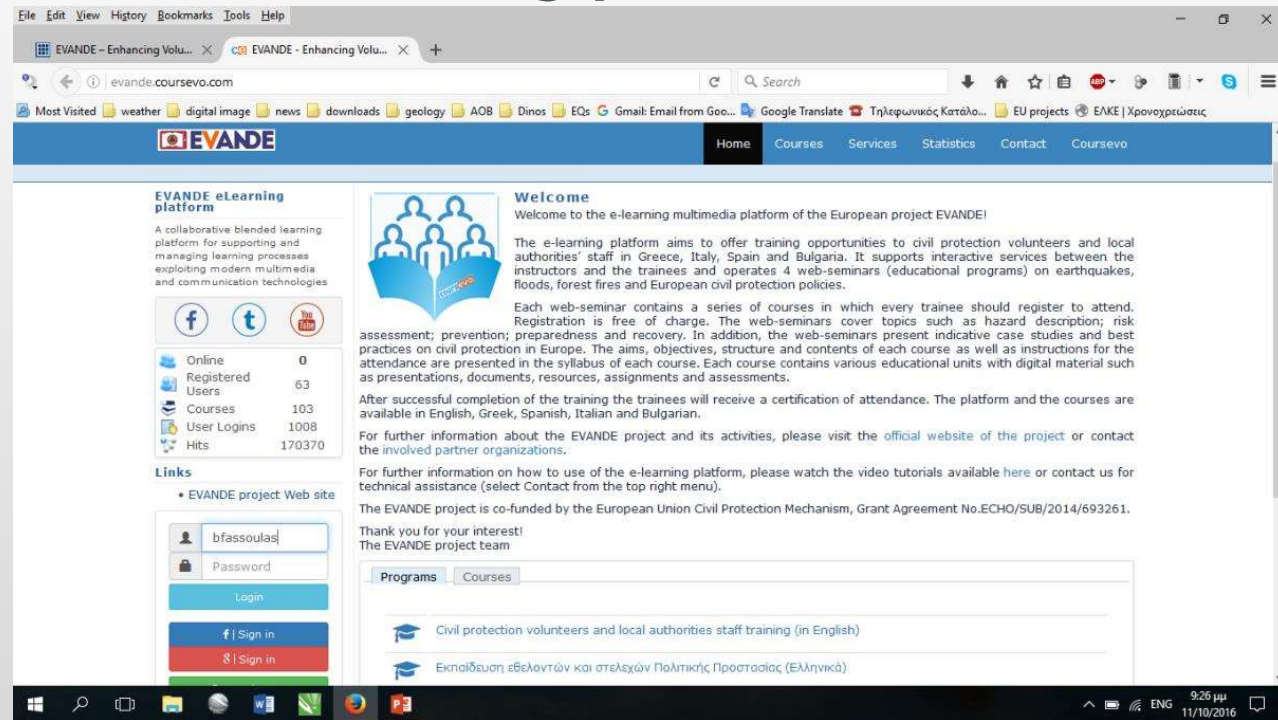 File Edit View History Bookmarks Tools Help
EVANDE – Enhancing Volu... EVANDE - Enhancing Volu...
evande.coursevo.com Search
Most Visited weather digital image news downloads geology AOB Dinos EQs Gmail: Email from Goo... Google Translate Τηλεφωνικός Κατάλο... EU projects ΕΛΚΕ | Χρονοχρεώσεις
EVANDE
Home Courses Services Statistics Contact Coursevo
EVANDE eLearning
platform
A collaborative blended learning
platform for supporting and
managing learning processes
exploiting modern multimedia
and communication technologies
You
Tube
Online 0
Registered
Users 63
Courses 103
User Logins 1008
Hits 170370
Links
• EVANDE project Web site
bfassoulas
Password
Login
f | Sign in
8 | Sign in
coursevo
Welcome
Welcome to the e-learning multimedia platform of the European project EVANDE!
The e-learning platform aims to offer training opportunities to civil protection volunteers and local
authorities' staff in Greece, Italy, Spain and Bulgaria. It supports interactive services between the
instructors and the trainees and operates 4 web-seminars (educational programs) on earthquakes,
floods, forest fires and European civil protection policies.
Each web-seminar contains a series of courses in which every trainee should register to attend.
Registration is free of charge. The web-seminars cover topics such as hazard description; risk
assessment; prevention; preparedness and recovery. In addition, the web-seminars present indicative case studies and best
practices on civil protection in Europe. The aims, objectives, structure and contents of each course as well as instructions for the
attendance are presented in the syllabus of each course. Each course contains various educational units with digital material such
as presentations, documents, resources, assignments and assessments.
After successful completion of the training the trainees will receive a certification of attendance. The platform and the courses are
available in English, Greek, Spanish, Italian and Bulgarian.
For further information about the EVANDE project and its activities, please visit the official website of the project or contact
the involved partner organizations.
For further information on how to use of the e-learning platform, please watch the video tutorials available here or contact us for
technical assistance (select Contact from the top right menu).
The EVANDE project is co-funded by the European Union Civil Protection Mechanism, Grant Agreement No.ECHO/SUB/2014/693261.
Thank you for your interest!
The EVANDE project team
Programs Courses
Civil protection volunteers and local authorities staff training (in English)
Εκπαίδευση εθελοντών και στελεχών Πολιτικής Προστασίας (Ελληνικά)
ENG 9:26 μμ
11/10/2016